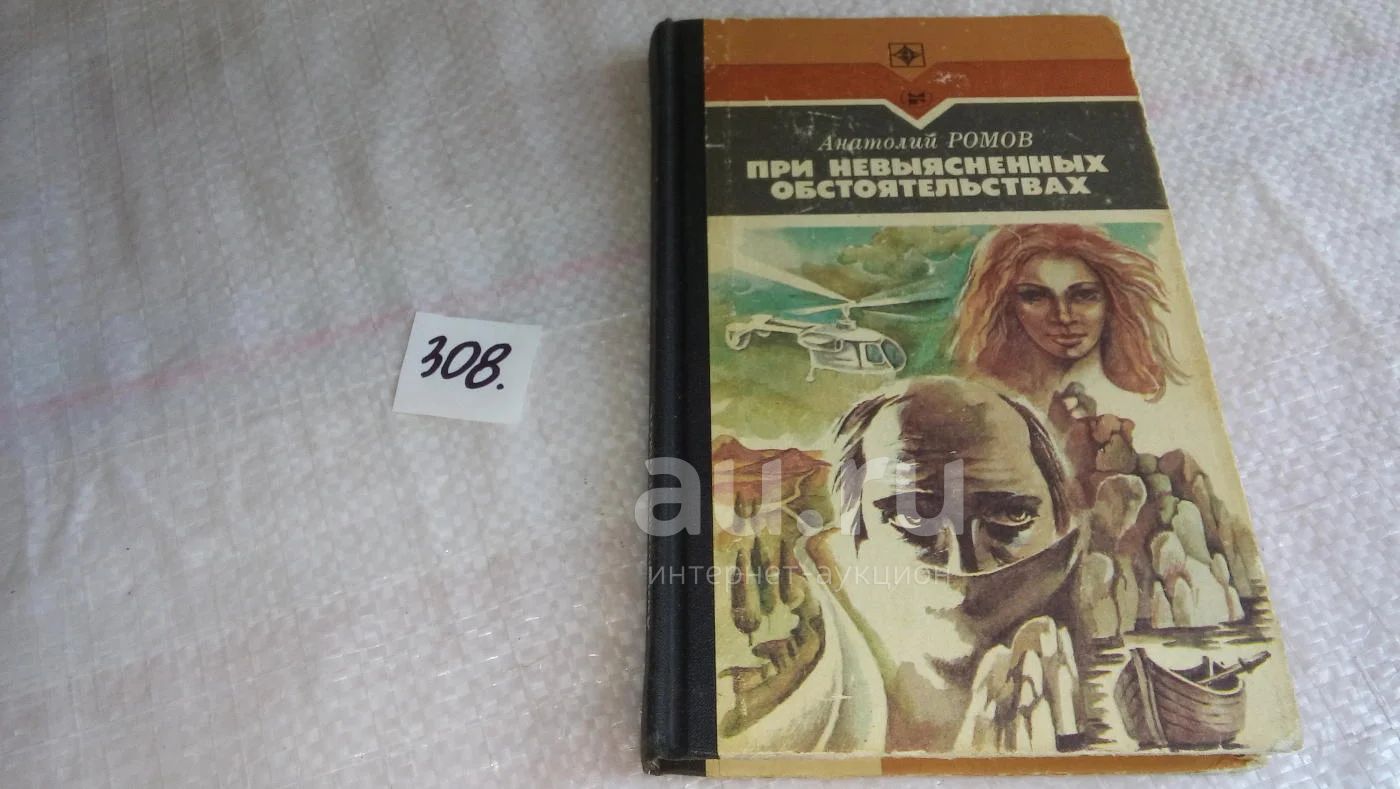 Анатолий РОМОВ
ПРИ НЕВЫЯСНЕННЫХ
ОБСТОЯТЕЛЬСТВАХ
308.
au.ru
интернет-аукцион